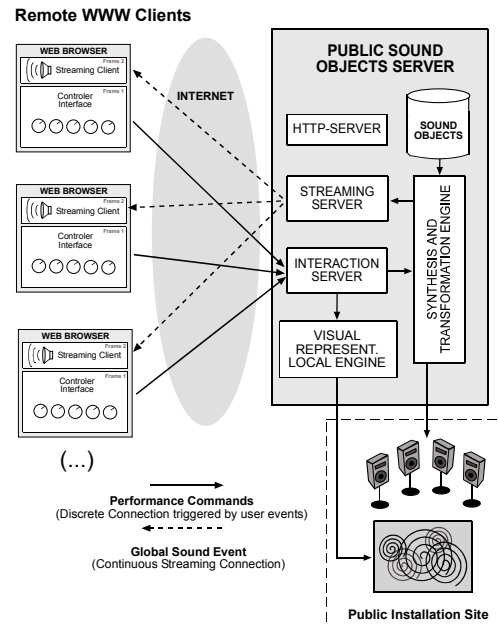 Remote WWW Clients
WEB BROWSER
Frame 2
Streaming Client
Frame 1
Controler
Interface
WEB BROWSER
Frame 2
Streaming Client
Frame 1
Controler
Interface
WEB BROWSER
Frame 2
Streaming Client
Frame 1
Controler
Interface
(...)
INTERNET
PUBLIC SOUND
OBJECTS SERVER
HTTP-SERVER
SOUND
OBJECTS
STREAMING
SERVER
INTERACTION
SERVER
SYNTHESIS AND
TRANSFORMATION ENGINE
VISUAL
REPRESENT.
LOCAL ENGINE
Performance Commands
(Discrete Connection triggered by user events)
Global Sound Event
(Continuous Streaming Connection)
Public Installation Site